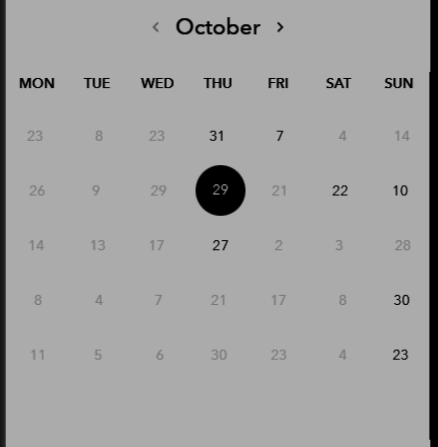 ‹ October ›
MON TUE WED THU FRI SAT SUN
23 8 23 31 7 4 14
26 9 29 29 21 22 10
14 13 17 27 2 3 28
8 4 7 21 17 8 30
11 5 6 30 23 4 23